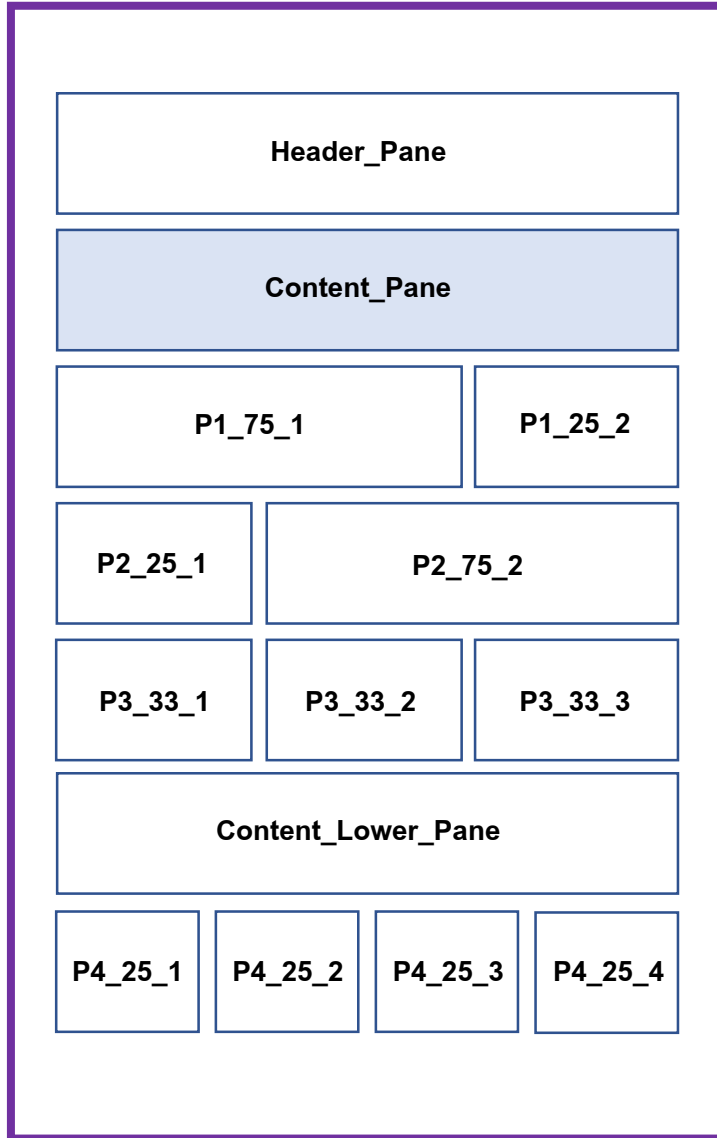 Header_Pane
Content_Pane
P1_75_1
P1_25_2
P2_25_1
P2_75_2
P3_33_1
P3_33_2
P3_33_3
Content_Lower_Pane
P4_25_1
P4_25_2
P4_25_3
P4_25_4